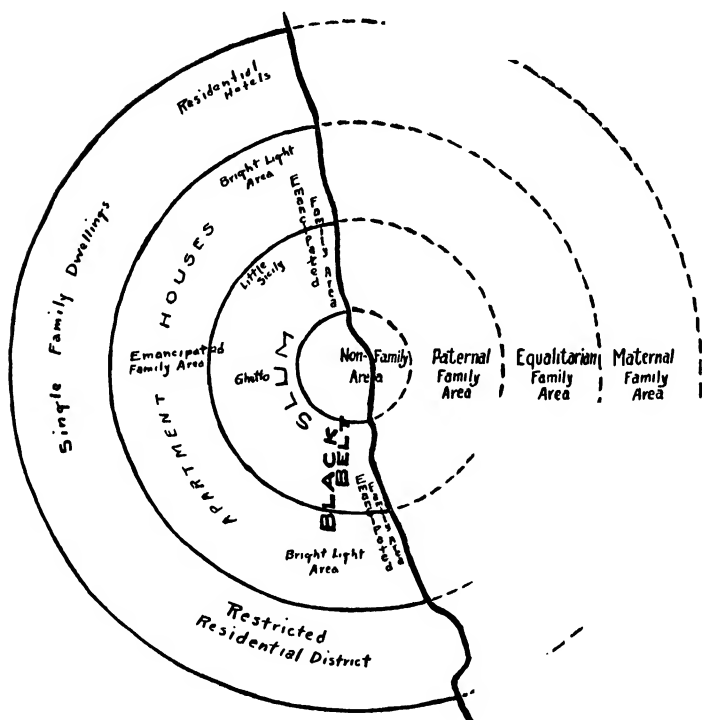 Residential
Hotels
Bright Light
Area
Emancipated
Family Area
Single Family Dwellings
APARTMENT HOUSES
Little
Sicily
Emancipated
Family Area
Ghetto
SLUM
Non-Family
Area
Paternal
Family
Area
Equalitarian
Family
Area
Maternal
Family
Area
BLACK
BELT
Emancipated
Family Area
Bright Light
Area
Restricted
Residential District